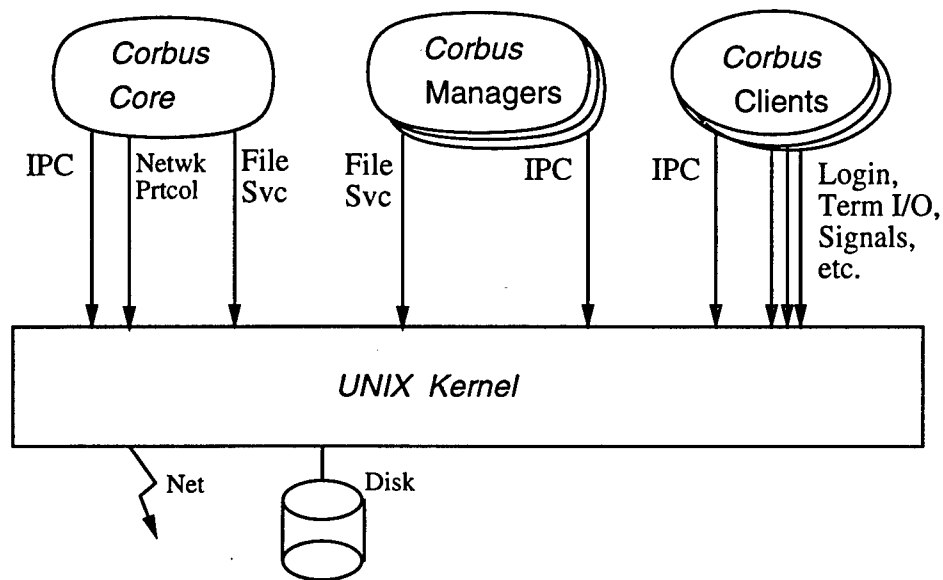 Corbus
Core
Corbus
Managers
Corbus
Clients
IPC
Netwk
Prtcol
File
Svc
File
Svc
IPC
IPC
Login,
Term I/O,
Signals,
etc.
UNIX Kernel
Net
Disk